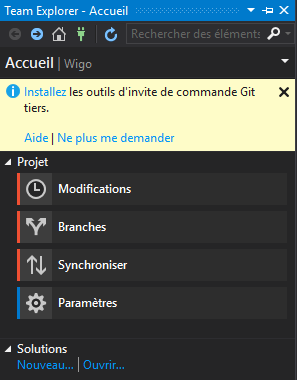 Team Explorer - Accueil
Rechercher des éléments
Accueil | Wigo
Installez les outils d'invite de commande Git
tiers.
Aide | Ne plus me demander
Projet
Modifications
Branches
Synchroniser
Paramètres
Solutions
Nouveau... | Ouvrir...